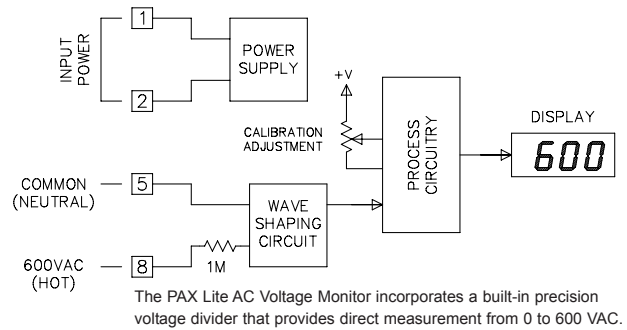 INPUT
POWER
1
2
POWER
SUPPLY
+V
CALIBRATION
ADJUSTMENT
PROCESS
CIRCUITRY
DISPLAY
600
COMMON
(NEUTRAL)
5
WAVE
SHAPING
CIRCUIT
600VAC
(HOT)
8
1M
The PAX Lite AC Voltage Monitor incorporates a built-in precision
voltage divider that provides direct measurement from 0 to 600 VAC.